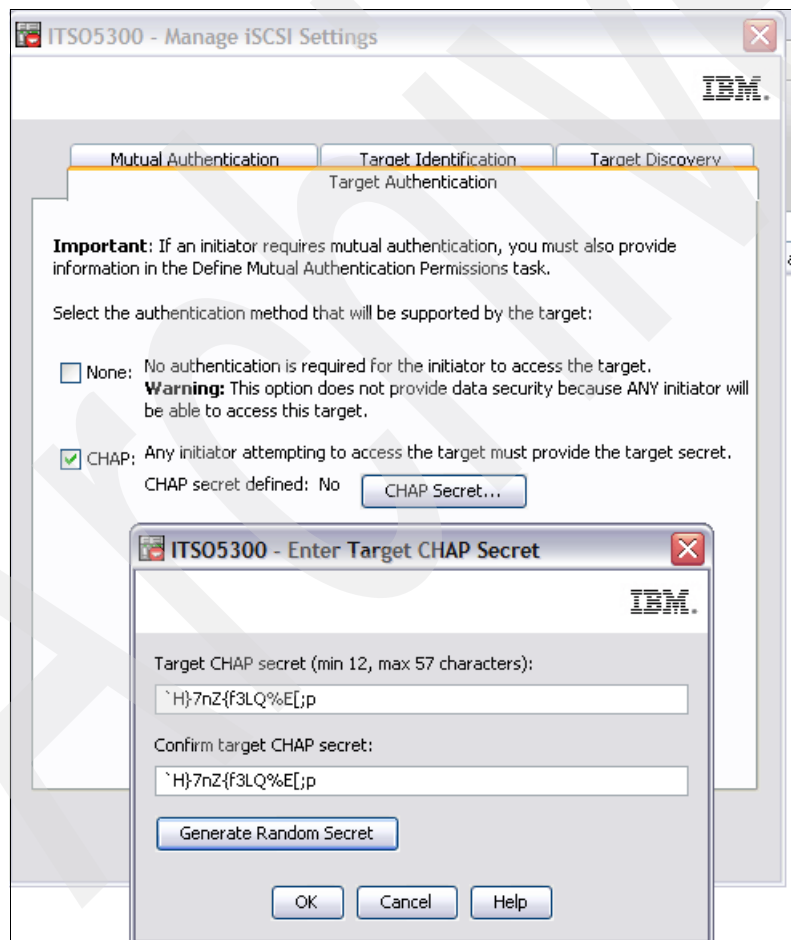 ITSO5300 - Manage iSCSI Settings
IBM.
Mutual Authentication Target Identification Target Discovery
Target Authentication
Important: If an initiator requires mutual authentication, you must also provide
information in the Define Mutual Authentication Permissions task.
Select the authentication method that will be supported by the target:
None: No authentication is required for the initiator to access the target.
Warning: This option does not provide data security because ANY initiator will
be able to access this target.
CHAP: Any initiator attempting to access the target must provide the target secret.
CHAP secret defined: No CHAP Secret...
ITSO5300 - Enter Target CHAP Secret
IBM.
Target CHAP secret (min 12, max 57 characters):
`H}7nZ{f3LQ%E[;p
Confirm target CHAP secret:
`H}7nZ{f3LQ%E[;p
Generate Random Secret
OK Cancel Help